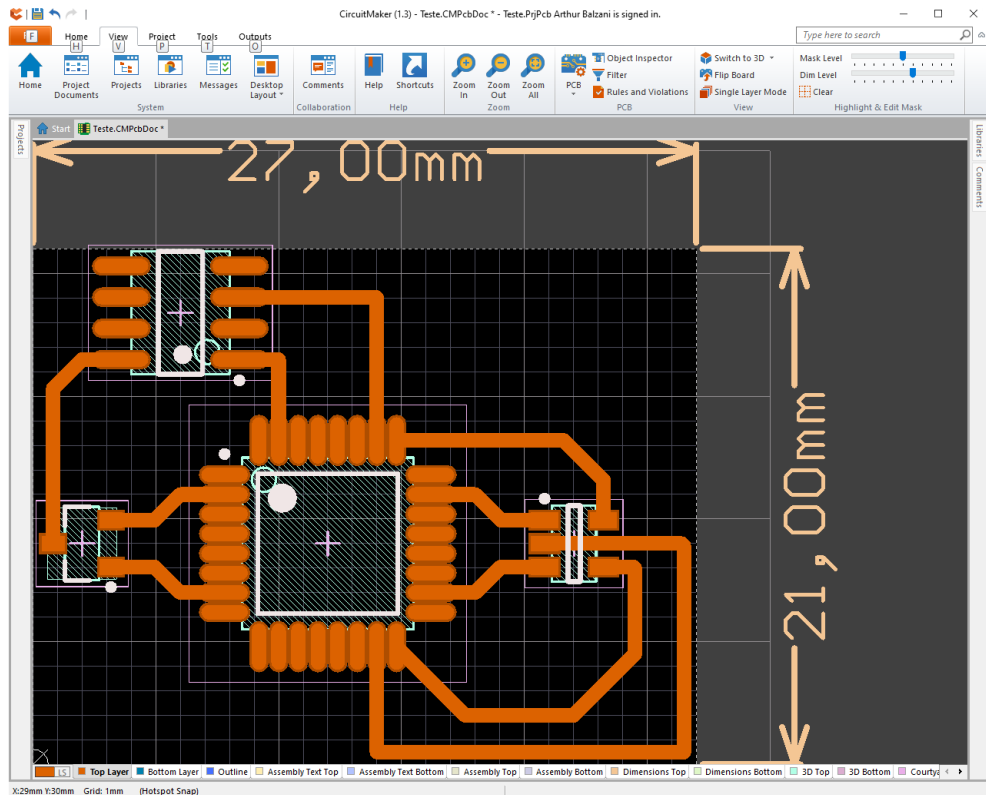 CircuitMaker (1.3) - Teste.CMPcbDoc * - Teste.PrjPcb Arthur Balzani is signed in.
F
Home View Project Tools Outputs
H V P T O
Type here to search
Home
Project Documents
Projects
Libraries
Messages
Desktop Layout
System
Comments
Collaboration
Help
Shortcuts
Help
Zoom In
Zoom Out
Zoom All
Zoom
PCB
Object Inspector
Filter
Rules and Violations
PCB
Switch to 3D
Flip Board
Single Layer Mode
View
Mask Level
Dim Level
Clear
Highlight & Edit Mask
Projects
Start
Teste.CMPcbDoc *
Libraries
Comments
27,00mm
21,00mm
LS Top Layer Bottom Layer Outline Assembly Text Top Assembly Text Bottom Assembly Top Assembly Bottom Dimensions Top Dimensions Bottom 3D Top 3D Bottom Courtya
X:29mm Y:30mm Grid: 1mm (Hotspot Snap)